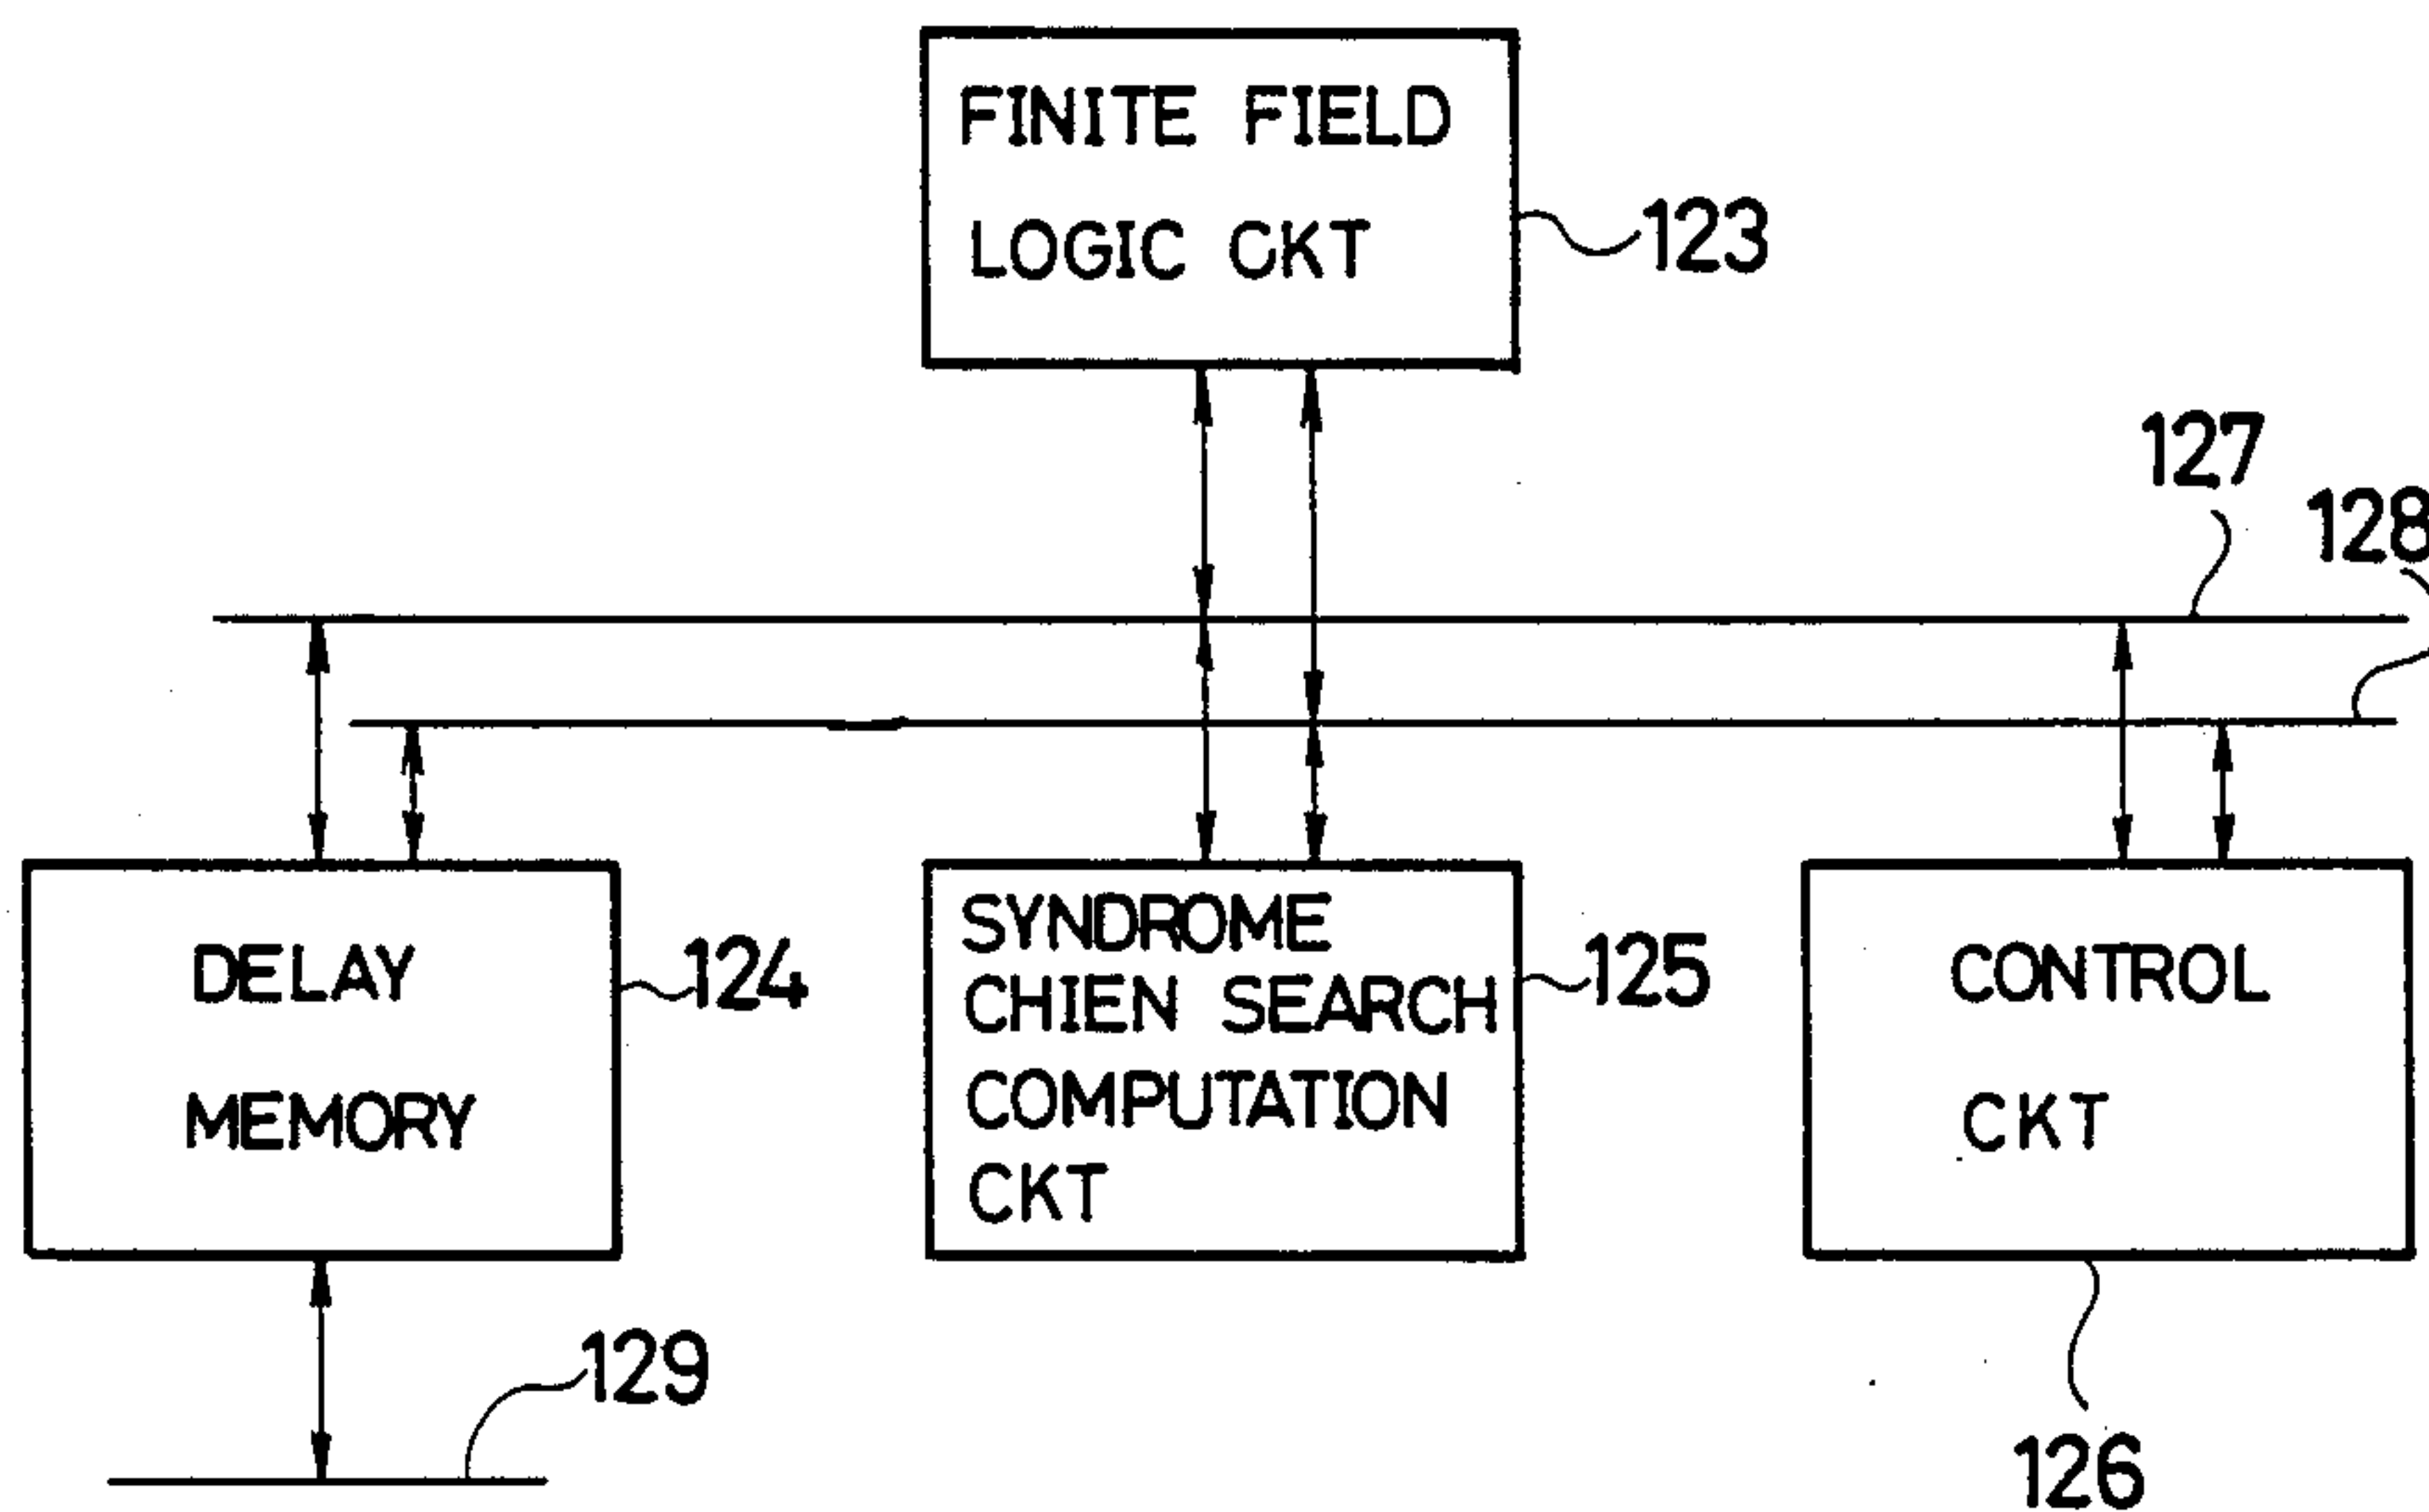 FINITE FIELD
LOGIC CKT
123
127
128
DELAY
MEMORY
124
SYNDROME
CHIEN SEARCH
COMPUTATION
CKT
125
CONTROL
CKT
129
126